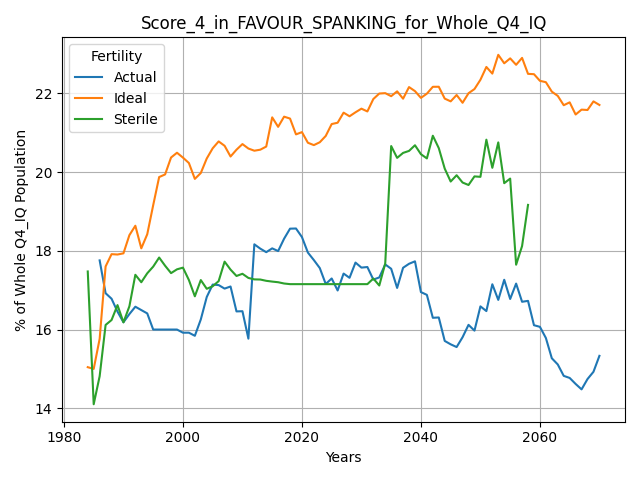 Score_4_in_FAVOUR_SPANKING_for_Whole_Q4_IQ
Fertility
Actual
Ideal
Sterile
% of Whole Q4_IQ Population
22
20
18
16
14
1980
2000
2020
2040
2060
Years